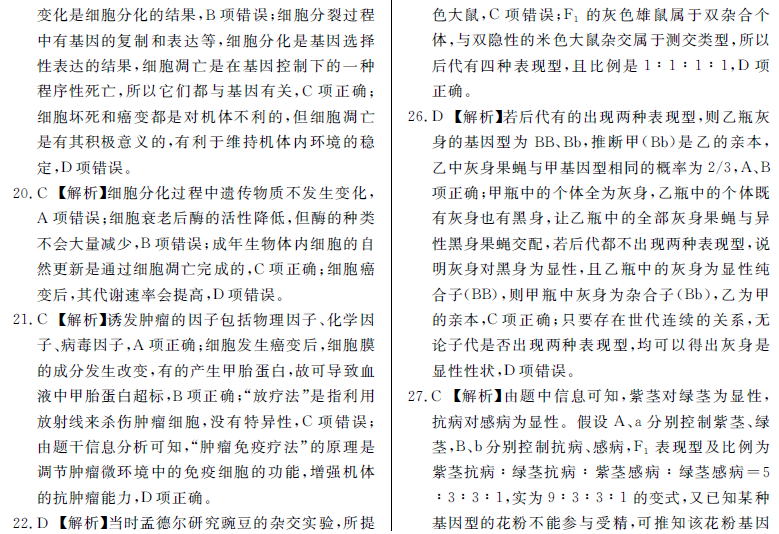 变化是细胞分化的结果,B 项错误;细胞分裂过程
中有基因的复制和表达等,细胞分化是基因选择
性表达的结果,细胞凋亡是在基因控制下的一种
程序性死亡,所以它们都与基因有关,C 项正确;
细胞坏死和癌变都是对机体不利的,但细胞凋亡
是有其积极意义的,有利于维持机体内环境的稳
定,D 项错误。
20. C 【解析】细胞分化过程中遗传物质不发生变化,
A 项错误;细胞衰老后酶的活性降低,但酶的种类
不会大量减少,B 项错误;成年生物体内细胞的自
然更新是通过细胞凋亡完成的,C 项正确;细胞癌
变后,其代谢速率会提高,D 项错误。
21. C 【解析】诱发肿瘤的因子包括物理因子、化学因
子、病毒因子,A 项正确;细胞发生癌变后,细胞膜
的成分发生改变,有的产生甲胎蛋白,故可导致血
液中甲胎蛋白超标,B 项正确;“放疗法”是指利用
放射线来杀伤肿瘤细胞,没有特异性,C 项错误;
由题干信息分析可知,“肿瘤免疫疗法”的原理是
调节肿瘤微环境中的免疫细胞的功能,增强机体
的抗肿瘤能力,D 项正确。
22. D 【解析】当时孟德尔研究豌豆的杂交实验,所提
色大鼠,C 项错误;F₁ 的灰色雄鼠属于双杂合个
体,与双隐性的米色大鼠杂交属于测交类型,所以
后代有四种表现型,且比例是 1∶1∶1∶1,D 项
正确。
26. D 【解析】若后代有的出现两种表现型,则乙瓶灰
身的基因型为 BB、Bb,推断甲(Bb)是乙的亲本,
乙中灰身果蝇与甲基因型相同的概率为 2/3,A、B
项正确;甲瓶中的个体全为灰身,乙瓶中的个体既
有灰身也有黑身,让乙瓶中的全部灰身果蝇与异
性黑身果蝇交配,若后代都不出现两种表现型,说
明灰身对黑身为显性,且乙瓶中的灰身为显性纯
合子(BB),则甲瓶中灰身为杂合子(Bb),乙为甲
的亲本,C 项正确;只要存在世代连续的关系,无
论子代是否出现两种表现型,均可以得出灰身是
显性性状,D 项错误。
27. C 【解析】由题中信息可知,紫茎对绿茎为显性,
抗病对感病为显性。假设 A、a 分别控制紫茎、绿
茎,B、b 分别控制抗病、感病,F₁ 表现型及比例为
紫茎抗病∶绿茎抗病∶紫茎感病∶绿茎感病=5
∶3∶3∶1,实为 9∶3∶3∶1 的变式,又已知某种
基因型的花粉不能参与受精,可推知该花粉基因